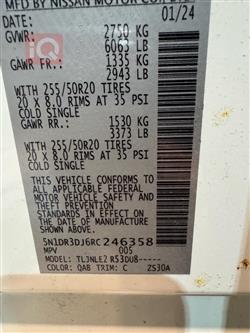 MFD BY NISSAN MOTOR CO.,
DATE: 01/24
GVWR: 2750 KG
6063 LB
GAWR FR: 1335 KG
2943 LB
WITH 255/50R20 TIRES
20 X 8.0 RIMS AT 35 PSI
COLD SINGLE
GAWR RR: 1530 KG
3373 LB
WITH 255/50R20 TIRES
20 X 8.0 RIMS AT 35 PSI
COLD SINGLE
THIS VEHICLE CONFORMS TO ALL
APPLICABLE FEDERAL
MOTOR VEHICLE SAFETY AND
THEFT PREVENTION STANDARDS
IN EFFECT ON THE
DATE OF MANUFACTURE
SHOWN ABOVE.
5N1DR3DJ6RC246358
MPV 005
MODEL: TLJNLE2 R53DU8-----
COLOR: QAB TRIM: C ZS30A
iQ